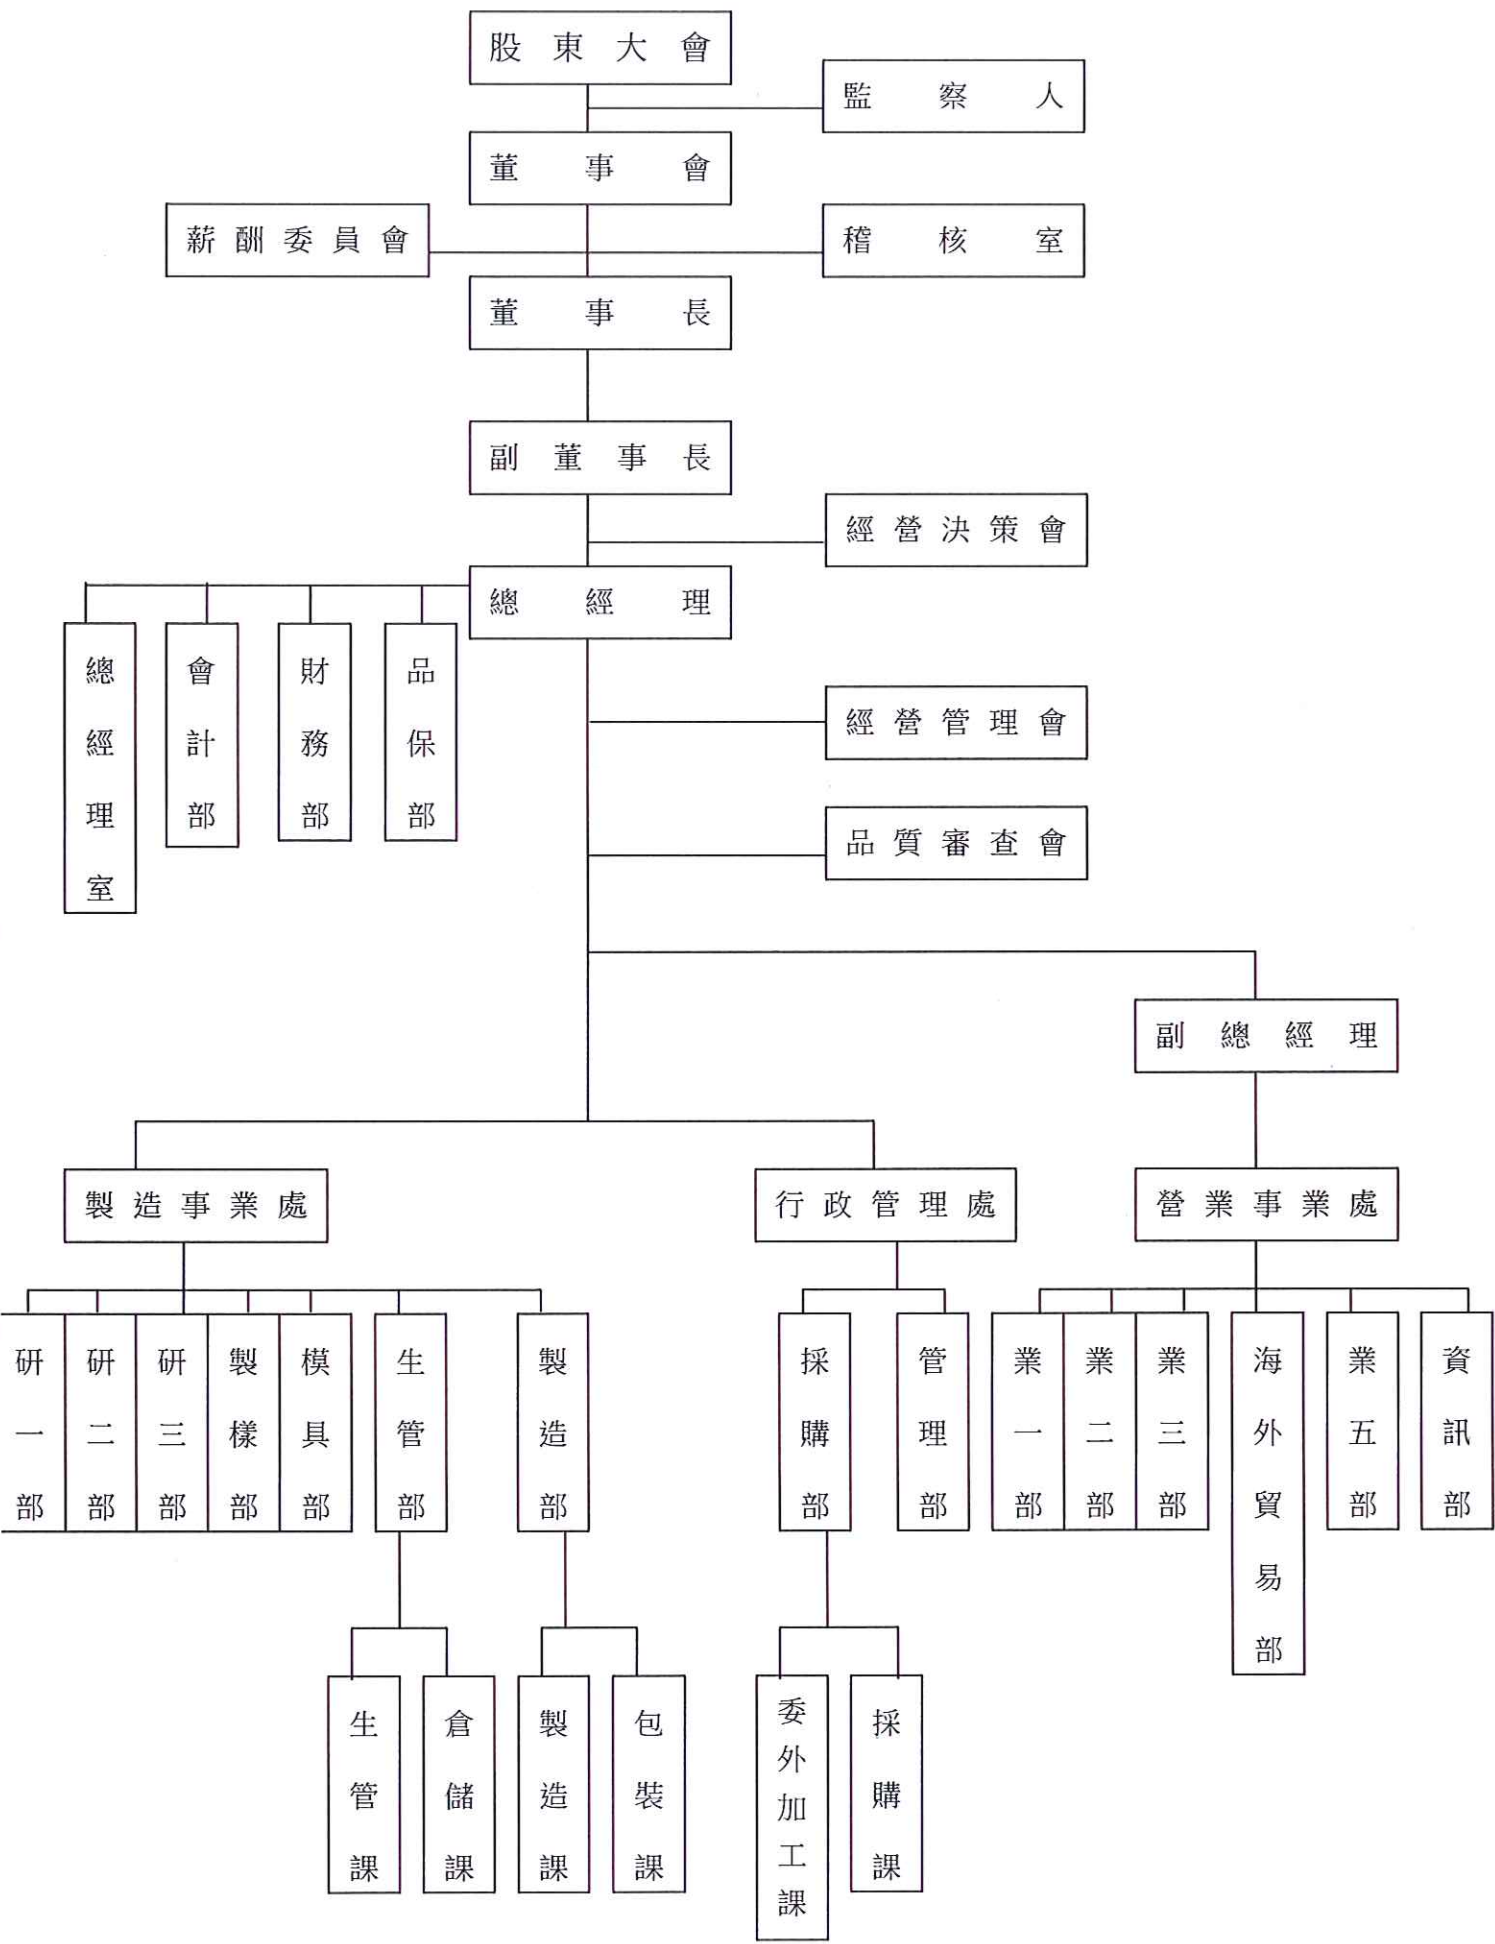 股東大會
監察人
董事會
薪酬委員會
稽核室
董事長
副董事長
經營決策會
總經理
總經理室
會計部
財務部
品保部
經營管理會
品質審查會
副總經理
製造事業處
行政管理處
營業事業處
研一部
研二部
研三部
製樣部
模具部
生管部
製造部
採購部
管理部
業一部
業二部
業三部
海外貿易部
業五部
資訊部
生管課
倉儲課
製造課
包裝課
委外加工課
採購課